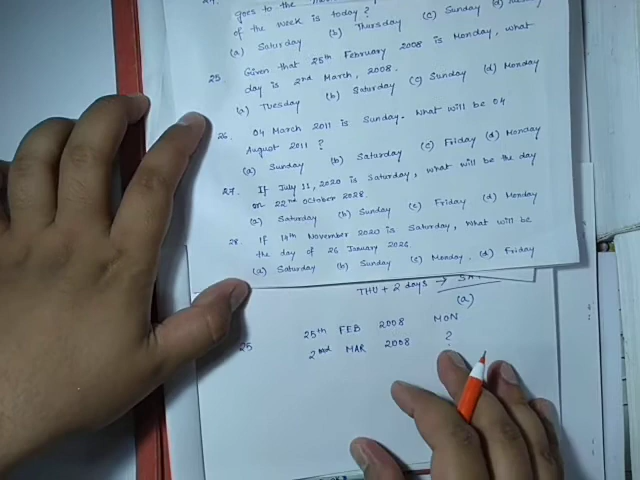 goes to the
of the week is today?
(a) Saturday (b) Thursday (c) Sunday (d)
25. Given that 25th February 2008 is Monday, what
day is 2nd March, 2008.
(a) Tuesday (b) Saturday (c) Sunday (d) Monday
26. 04 March 2011 is Sunday. What will be 04
August 2011?
(a) Sunday (b) Saturday (c) Friday (d) Monday
27. If July 11, 2020 is Saturday, what will be the day
on 22nd October 2028.
(a) Saturday (b) Sunday (c) Friday (d) Monday
28. If 14th November 2020 is Saturday, what will be
the day of 26 January 2026.
(a) Saturday (b) Sunday (c) Monday. (d) Friday
THU + 2 days →
(a)
25 25th FEB 2008 MON
2nd MAR 2008 ?